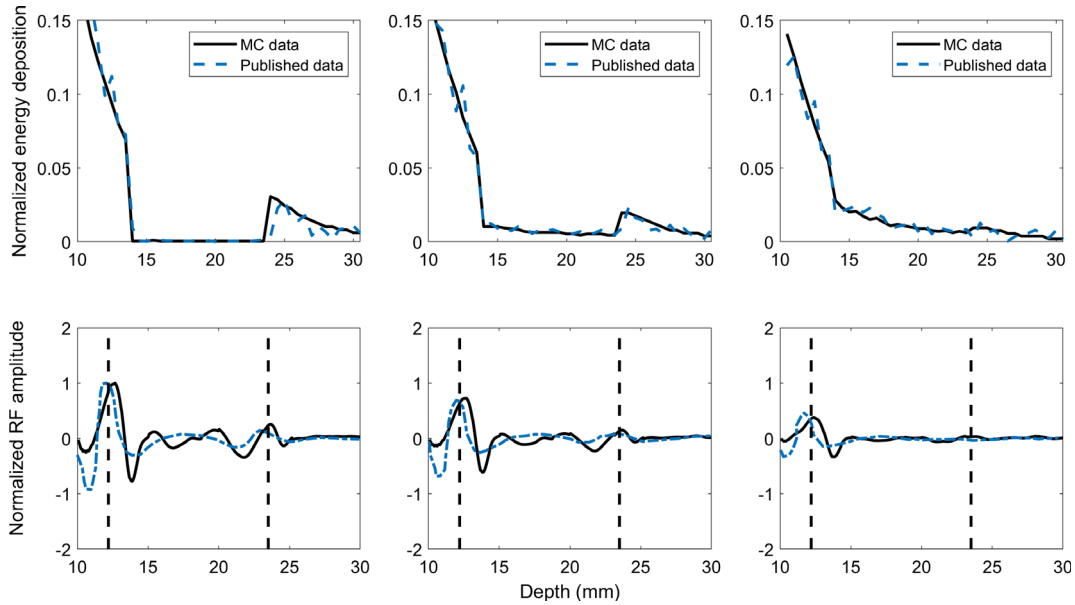 Normalized energy deposition
0.15
0.1
0.05
0
10 15 20 25 30
MC data
Published data
0.15
0.1
0.05
0
10 15 20 25 30
MC data
Published data
0.15
0.1
0.05
0
10 15 20 25 30
MC data
Published data
Normalized RF amplitude
2
1
0
-1
-2
10 15 20 25 30
2
1
0
-1
-2
10 15 20 25 30
2
1
0
-1
-2
10 15 20 25 30
Depth (mm)